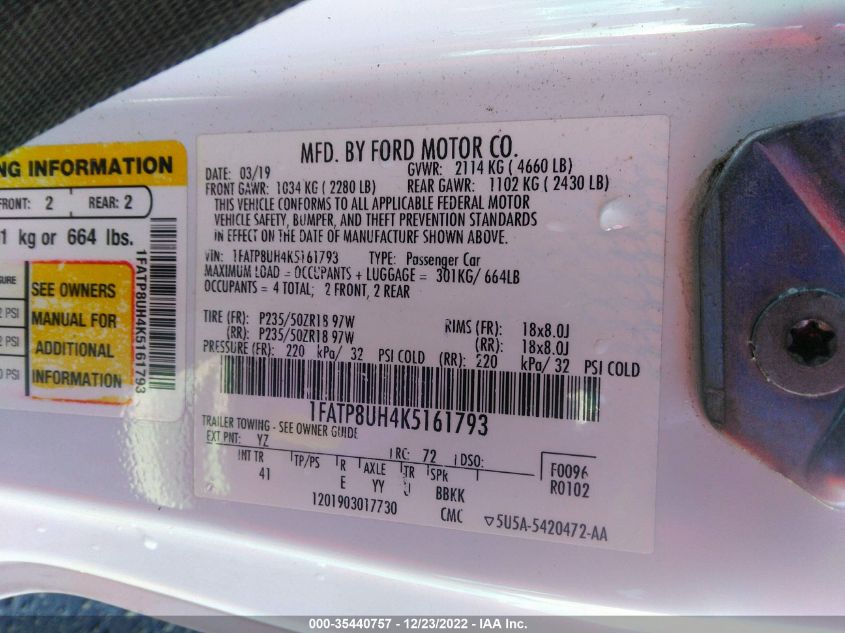 NG INFORMATION
FRONT: 2 REAR: 2
1 kg or 664 lbs.
SEE OWNERS
MANUAL FOR
ADDITIONAL
INFORMATION
PSI
PSI
PSI
1FATP8UH4K5161793
MFD. BY FORD MOTOR CO.
DATE: 03/19 GVWR: 2114 KG ( 4660 LB)
FRONT GAWR: 1034 KG ( 2280 LB) REAR GAWR: 1102 KG ( 2430 LB)
THIS VEHICLE CONFORMS TO ALL APPLICABLE FEDERAL MOTOR
VEHICLE SAFETY, BUMPER, AND THEFT PREVENTION STANDARDS
IN EFFECT ON THE DATE OF MANUFACTURE SHOWN ABOVE.
VIN: 1FATP8UH4K5161793 TYPE: Passenger Car
MAXIMUM LOAD = OCCUPANTS + LUGGAGE = 301KG/ 664LB
OCCUPANTS = 4 TOTAL; 2 FRONT, 2 REAR
TIRE (FR): P235/50ZR18 97W RIMS (FR): 18x8.0J
(RR): P235/50ZR18 97W (RR): 18x8.0J
PRESSURE (FR): 220 kPa/ 32 PSI COLD (RR): 220 kPa/ 32 PSI COLD
1FATP8UH4K5161793
TRAILER TOWING - SEE OWNER GUIDE
EXT PNT: YZ RC: 72 DSO:
INT TR TP/PS R AXLE TR SPk F0096
41 E YY U BBKK R0102
1201903017730 CMC 5U5A-5420472-AA
000-35440757 - 12/23/2022 - IAA Inc.